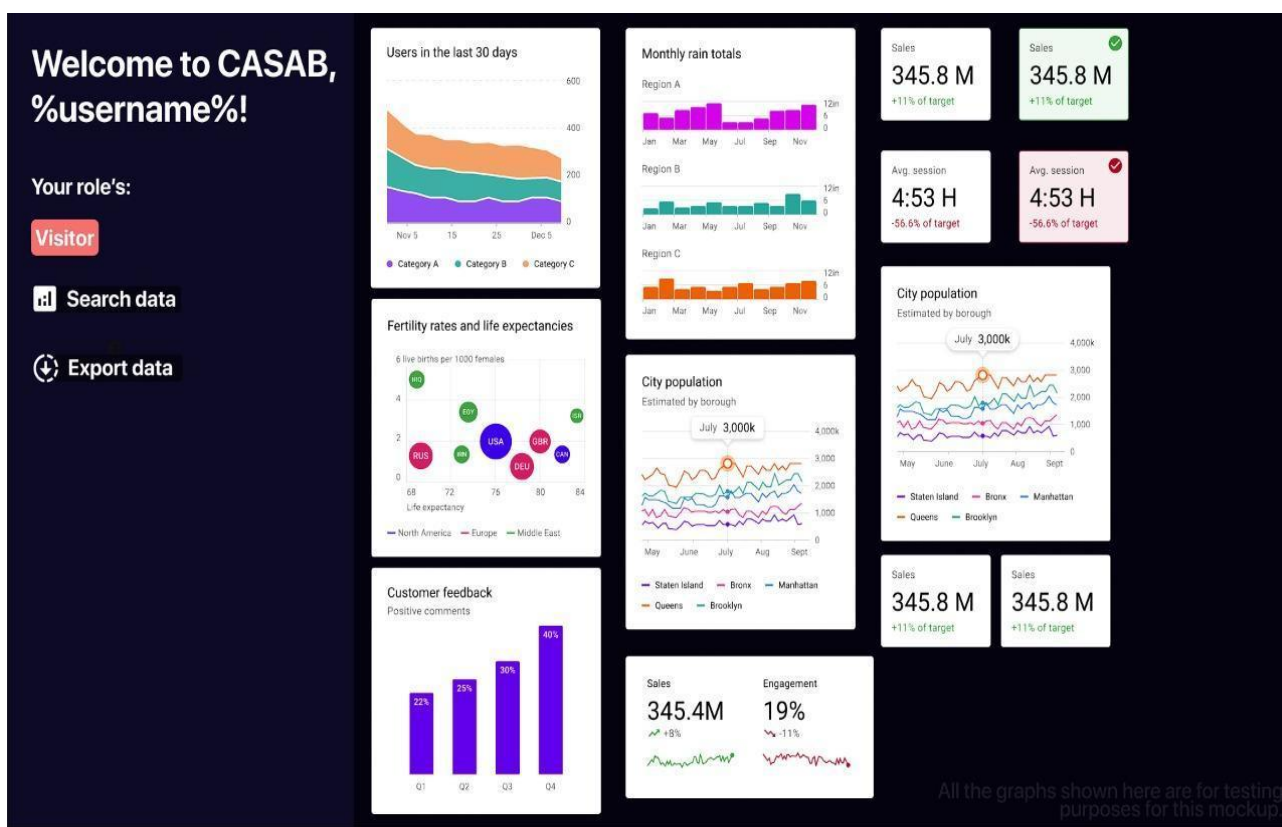 Welcome to CASAB,
%username%!
Your role's:
Visitor
Search data
Export data
Users in the last 30 days
600
400
200
0
Nov 5 15 25 Dec 5
Category A Category B Category C
Fertility rates and life expectancies
6 live births per 1000 females
4
2
0
EGY
ISR
USA
GBR
RUS
CAN
DEU
68 72 76 80 84
Life expectancy
North America Europe Middle East
Customer feedback
Positive comments
22%
25%
30%
40%
Q1 Q2 Q3 Q4
Monthly rain totals
Region A
12in
6
0
Jan Mar May Jul Sep Nov
Region B
12in
6
0
Jan Mar May Jul Sep Nov
Region C
12in
6
0
Jan Mar May Jul Sep Nov
City population
Estimated by borough
July 3,000k
4,000k
3,000
2,000
1,000
0
May June July Aug Sept
Staten Island Bronx Manhattan
Queens Brooklyn
Sales
345.4M
+8%
Engagement
19%
-11%
Sales
345.8 M
+11% of target
Sales
345.8 M
+11% of target
Avg. session
4:53 H
-56.6% of target
Avg. session
4:53 H
-56.6% of target
City population
Estimated by borough
July 3,000k
4,000k
3,000
2,000
1,000
0
May June July Aug Sept
Staten Island Bronx Manhattan
Queens Brooklyn
Sales
345.8 M
+11% of target
Sales
345.8 M
+11% of target
All the graphs shown here are for testing
purposes for this mockup.